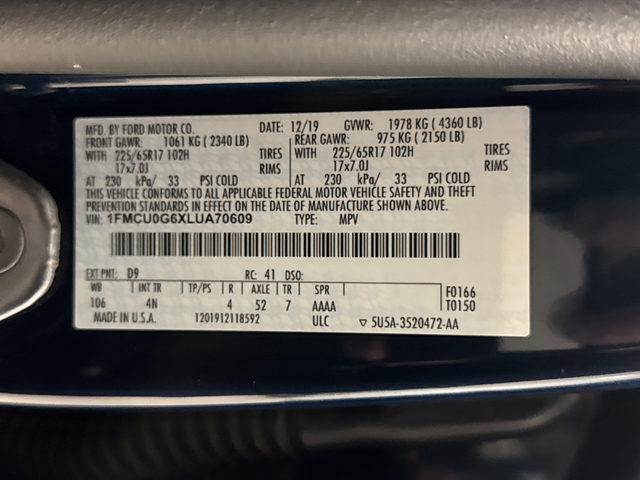 MFD. BY FORD MOTOR CO. DATE: 12/19 GVWR: 1978 KG ( 4360 LB)
FRONT GAWR: 1061 KG ( 2340 LB) REAR GAWR: 975 KG ( 2150 LB)
WITH 225/65R17 102H TIRES WITH 225/65R17 102H TIRES
17x7.0J RIMS 17x7.0J RIMS
AT 230 kPa/ 33 PSI COLD AT 230 kPa/ 33 PSI COLD
THIS VEHICLE CONFORMS TO ALL APPLICABLE FEDERAL MOTOR VEHICLE SAFETY AND THEFT
PREVENTION STANDARDS IN EFFECT ON THE DATE OF MANUFACTURE SHOWN ABOVE.
VIN: 1FMCU0G6XLUA70609 TYPE: MPV
EXT PNT: D9 RC: 41 DSO:
WB INT TR TP/PS R AXLE TR SPR F0166
106 4N 4 52 7 AAAA T0150
MADE IN U.S.A. 1201912118592 ULC ▽ 5U5A-3520472-AA